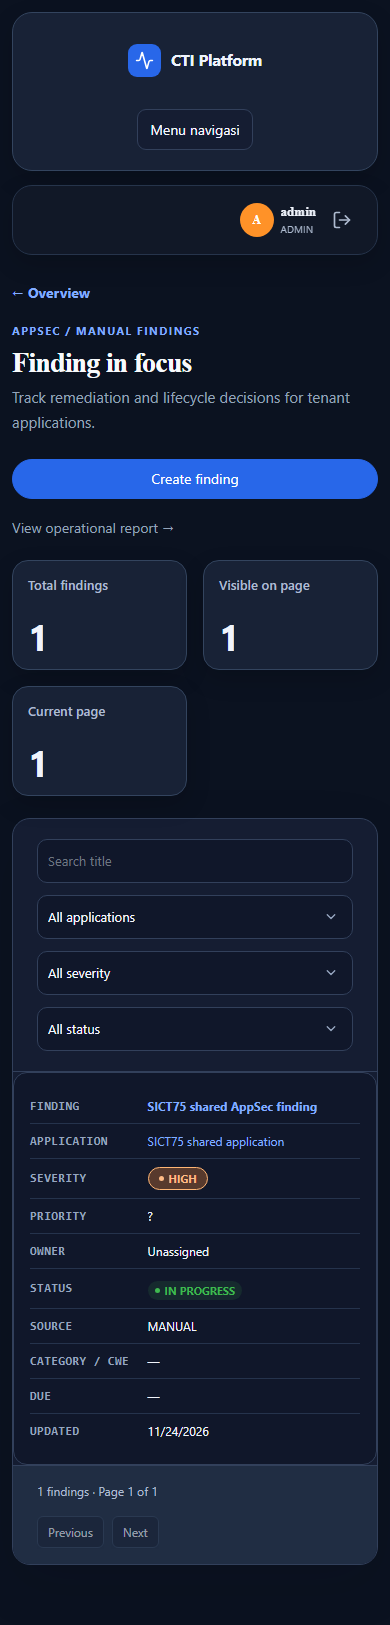 CTI Platform
Menu navigasi
A
admin
ADMIN
← Overview
APPSEC / MANUAL FINDINGS
Finding in focus
Track remediation and lifecycle decisions for tenant
applications.
Create finding
View operational report →
Total findings
1
Visible on page
1
Current page
1
Search title
All applications
All severity
All status
FINDING SICT75 shared AppSec finding
APPLICATION SICT75 shared application
SEVERITY HIGH
PRIORITY ?
OWNER Unassigned
STATUS IN PROGRESS
SOURCE MANUAL
CATEGORY / CWE —
DUE —
UPDATED 11/24/2026
1 findings · Page 1 of 1
Previous Next